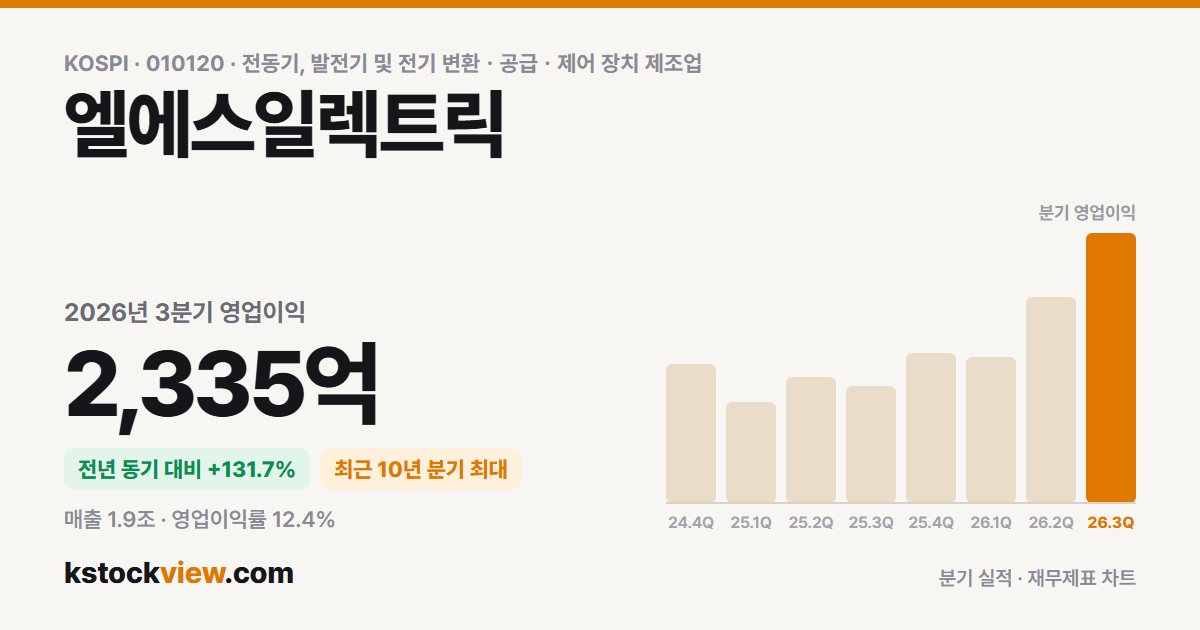 KOSPI · 010120 · 전동기, 발전기 및 전기 변환 · 공급 · 제어 장치 제조업
엘에스일렉트릭
분기 영업이익
2026년 3분기 영업이익
2,335억
전년 동기 대비 +131.7%
최근 10년 분기 최대
매출 1.9조 · 영업이익률 12.4%
24.4Q 25.1Q 25.2Q 25.3Q 25.4Q 26.1Q 26.2Q 26.3Q
kstockview.com
분기 실적 · 재무제표 차트